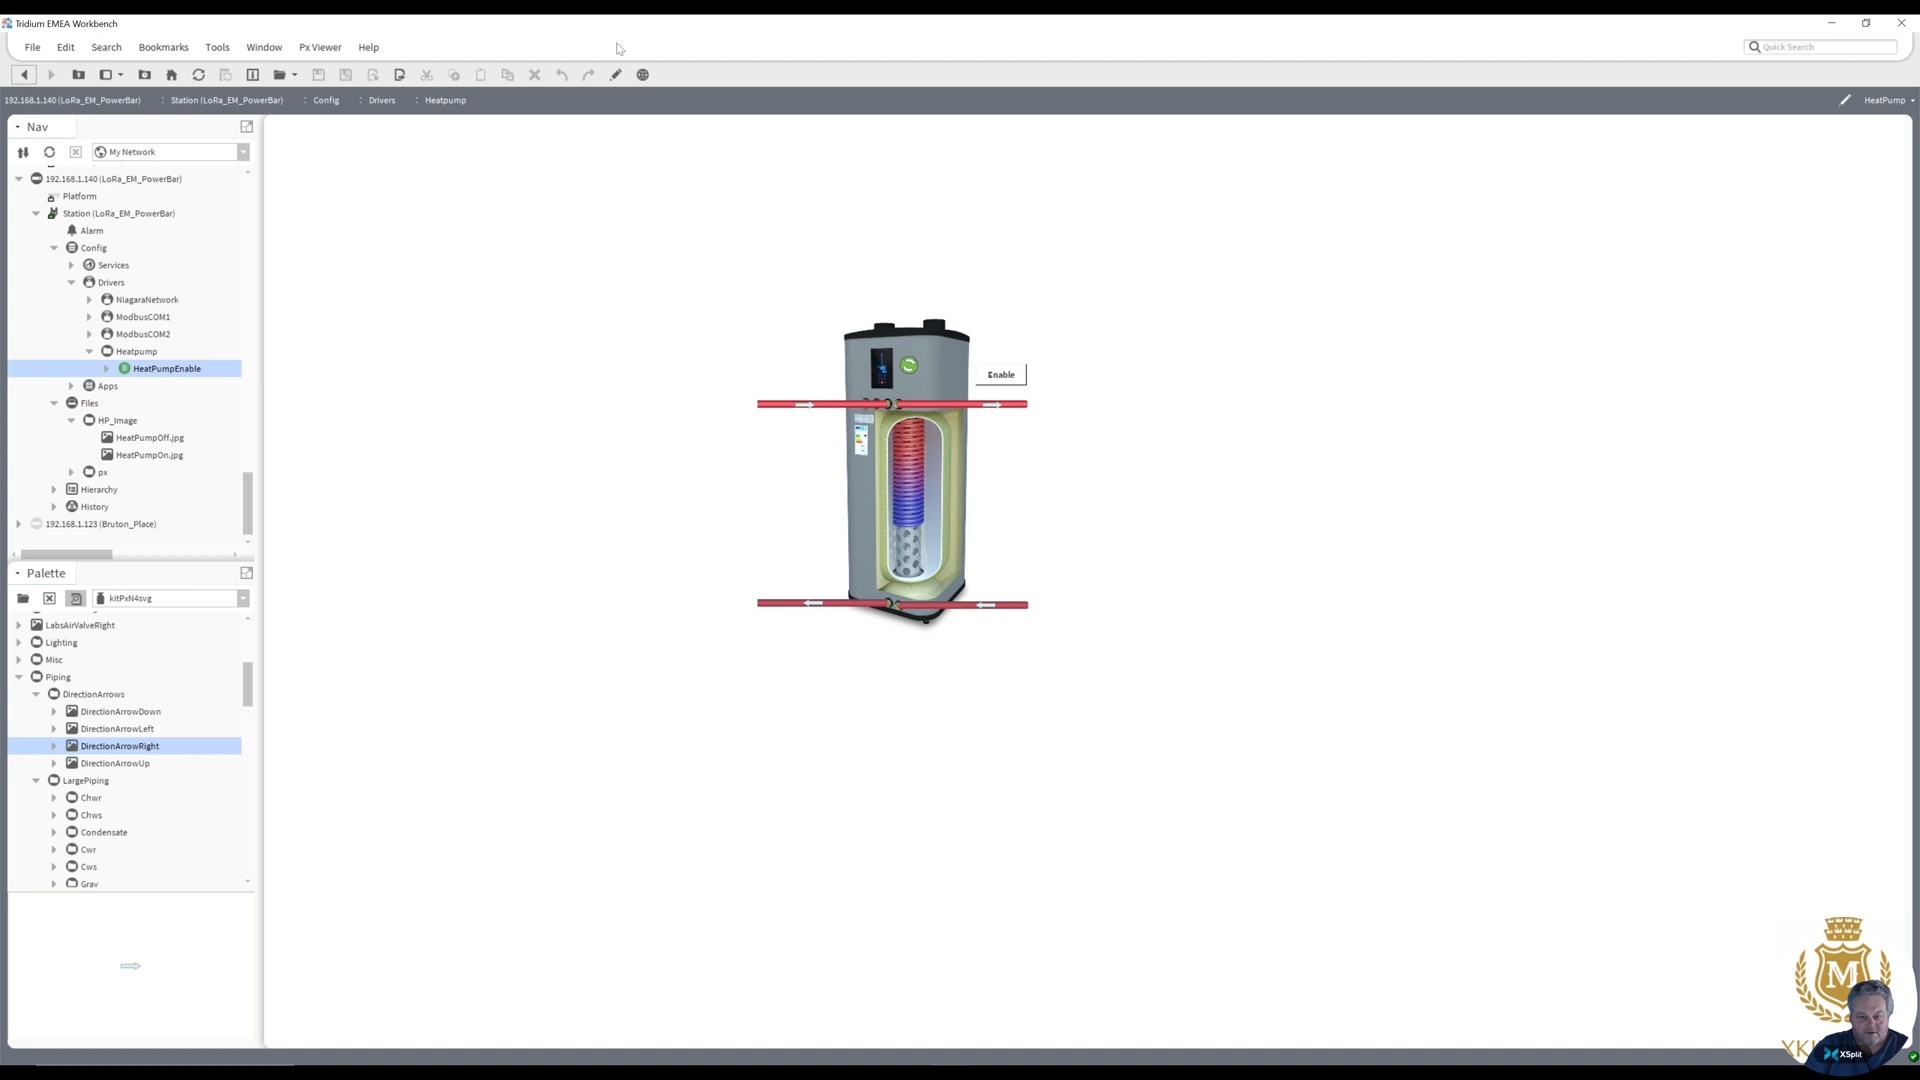 Tridium EMEA Workbench
File Edit Search Bookmarks Tools Window Px Viewer Help
Quick Search
192.168.1.140 (LoRa_EM_PowerBar) : Station (LoRa_EM_PowerBar) : Config : Drivers : Heatpump
HeatPump
Nav
My Network
192.168.1.140 (LoRa_EM_PowerBar)
Platform
Station (LoRa_EM_PowerBar)
Alarm
Config
Services
Drivers
NiagaraNetwork
ModbusCOM1
ModbusCOM2
Heatpump
HeatPumpEnable
Apps
Files
HP_Image
HeatPumpOff.jpg
HeatPumpOn.jpg
px
Hierarchy
History
192.168.1.123 (Bruton_Place)
Palette
kitPxN4svg
LabsAirValveRight
Lighting
Misc
Piping
DirectionArrows
DirectionArrowDown
DirectionArrowLeft
DirectionArrowRight
DirectionArrowUp
LargePiping
Chwr
Chws
Condensate
Cwr
Cws
Grav
Enable
M
XSplit